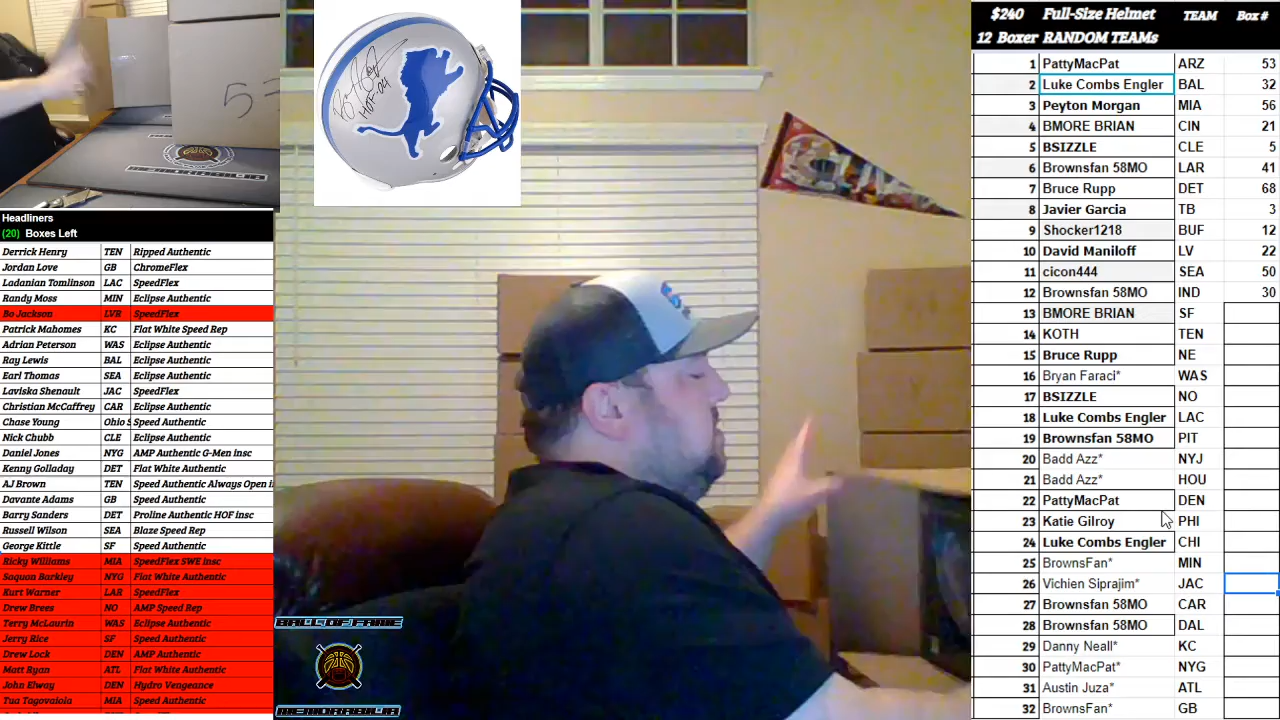 53
HOF 04
Headliners
(20) Boxes Left
Derrick Henry TEN Ripped Authentic
Jordan Love GB ChromeFlex
Ladanian Tomlinson LAC SpeedFlex
Randy Moss MIN Eclipse Authentic
Bo Jackson LVR SpeedFlex
Patrick Mahomes KC Flat White Speed Rep
Adrian Peterson WAS Eclipse Authentic
Ray Lewis BAL Eclipse Authentic
Earl Thomas SEA Eclipse Authentic
Laviska Shenault JAC SpeedFlex
Christian McCaffrey CAR Eclipse Authentic
Chase Young Ohio S Speed Authentic
Nick Chubb CLE Eclipse Authentic
Daniel Jones NYG AMP Authentic G-Men insc
Kenny Golladay DET Flat White Authentic
AJ Brown TEN Speed Authentic Always Open i
Davante Adams GB Speed Authentic
Barry Sanders DET Proline Authentic HOF insc
Russell Wilson SEA Blaze Speed Rep
George Kittle SF Speed Authentic
Ricky Williams MIA SpeedFlex SWE insc
Saquon Barkley NYG Flat White Authentic
Kurt Warner LAR SpeedFlex
Drew Brees NO AMP Speed Rep
Terry McLaurin WAS Eclipse Authentic
Jerry Rice SF Speed Authentic
Drew Lock DEN AMP Authentic
Matt Ryan ATL Flat White Authentic
John Elway DEN Hydro Vengeance
Tua Tagovaiola MIA Speed Authentic
BALL OF FAME
MEMORABILIA
$240 Full-Size Helmet TEAM Box #
12 Boxer RANDOM TEAMs
1 PattyMacPat ARZ 53
2 Luke Combs Engler BAL 32
3 Peyton Morgan MIA 56
4 BMORE BRIAN CIN 21
5 BSIZZLE CLE 5
6 Brownsfan 58MO LAR 41
7 Bruce Rupp DET 68
8 Javier Garcia TB 3
9 Shocker1218 BUF 12
10 David Maniloff LV 22
11 cicon444 SEA 50
12 Brownsfan 58MO IND 30
13 BMORE BRIAN SF
14 KOTH TEN
15 Bruce Rupp NE
16 Bryan Faraci* WAS
17 BSIZZLE NO
18 Luke Combs Engler LAC
19 Brownsfan 58MO PIT
20 Badd Azz* NYJ
21 Badd Azz* HOU
22 PattyMacPat DEN
23 Katie Gilroy PHI
24 Luke Combs Engler CHI
25 BrownsFan* MIN
26 Vichien Siprajim* JAC
27 Brownsfan 58MO CAR
28 Brownsfan 58MO DAL
29 Danny Neall* KC
30 PattyMacPat* NYG
31 Austin Juza* ATL
32 BrownsFan* GB